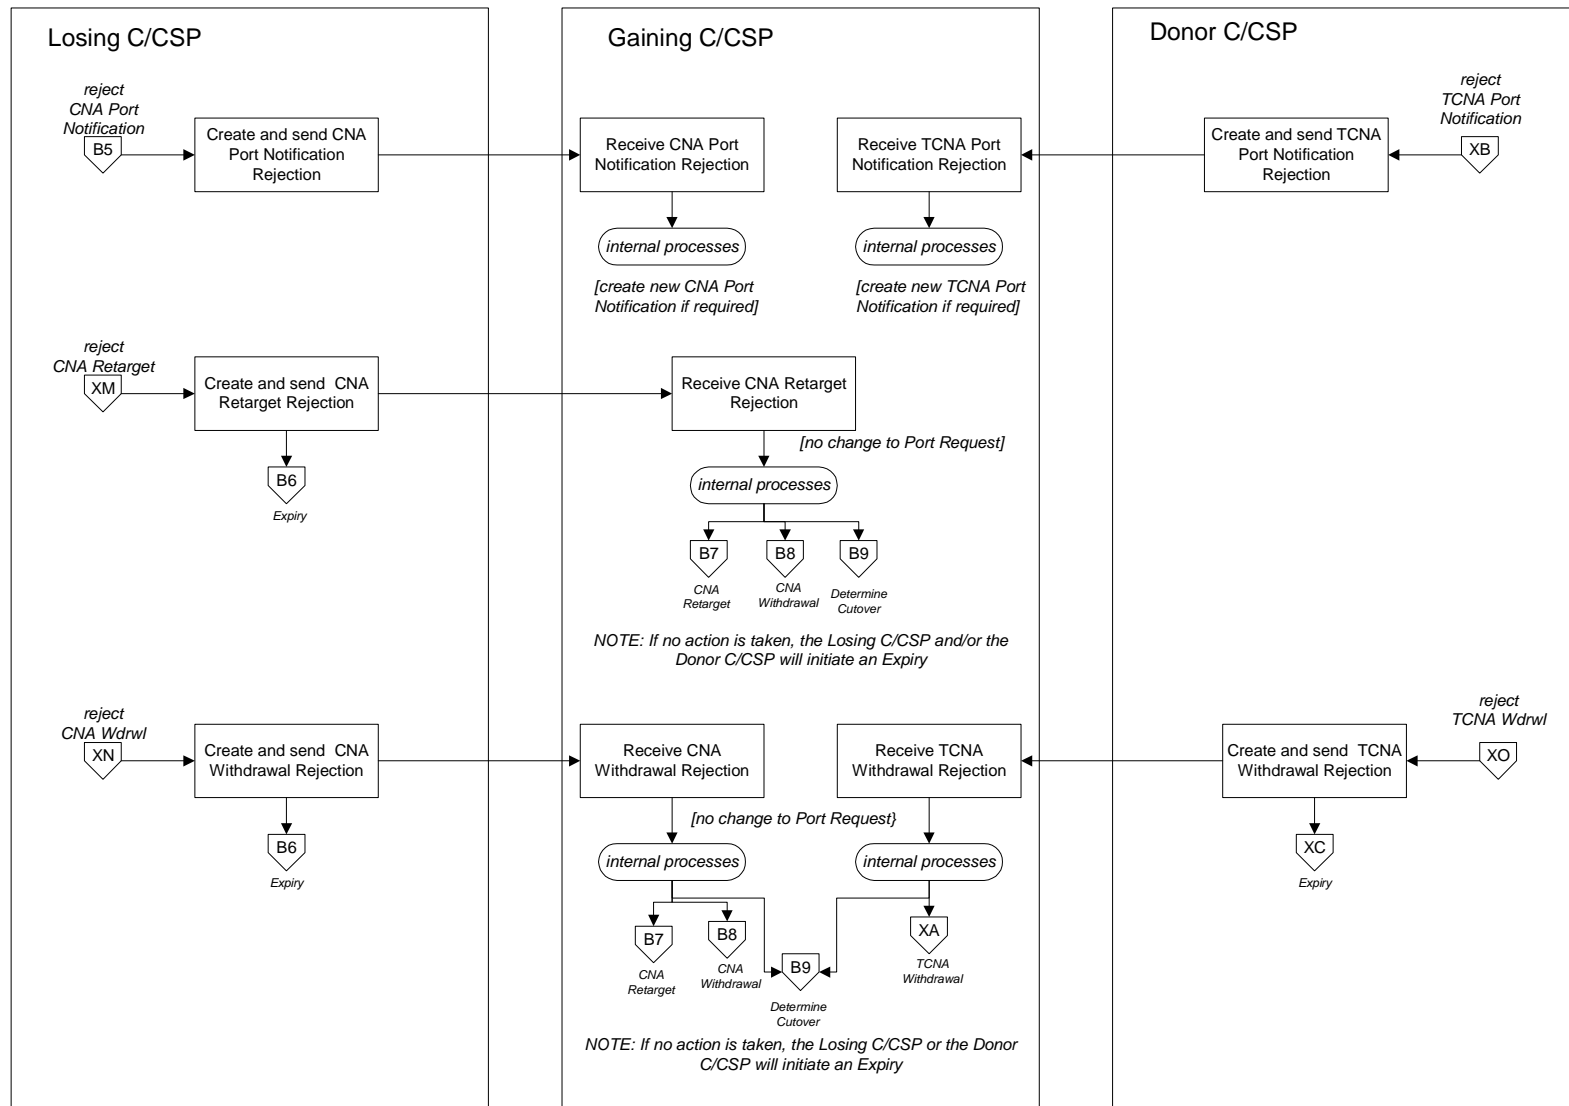 Losing C/CSP
Gaining C/CSP
Donor C/CSP
reject
CNA Port
Notification
B5
Create and send CNA
Port Notification
Rejection
Receive CNA Port
Notification Rejection
Receive TCNA Port
Notification Rejection
Create and send TCNA
Port Notification
Rejection
reject
TCNA Port
Notification
XB
internal processes
internal processes
[create new CNA Port
Notification if required]
[create new TCNA Port
Notification if required]
reject
CNA Retarget
XM
Create and send CNA
Retarget Rejection
Receive CNA Retarget
Rejection
[no change to Port Request]
B6
Expiry
internal processes
B7
B8
B9
CNA
Retarget
CNA
Withdrawal
Determine
Cutover
NOTE: If no action is taken, the Losing C/CSP and/or the
Donor C/CSP will initiate an Expiry
reject
CNA Wdrwl
XN
Create and send CNA
Withdrawal Rejection
Receive CNA
Withdrawal Rejection
Receive TCNA
Withdrawal Rejection
Create and send TCNA
Withdrawal Rejection
reject
TCNA Wdrwl
XO
[no change to Port Request}
B6
Expiry
internal processes
internal processes
XC
Expiry
B7
B8
B9
XA
CNA
Retarget
CNA
Withdrawal
Determine
Cutover
TCNA
Withdrawal
NOTE: If no action is taken, the Losing C/CSP or the Donor
C/CSP will initiate an Expiry